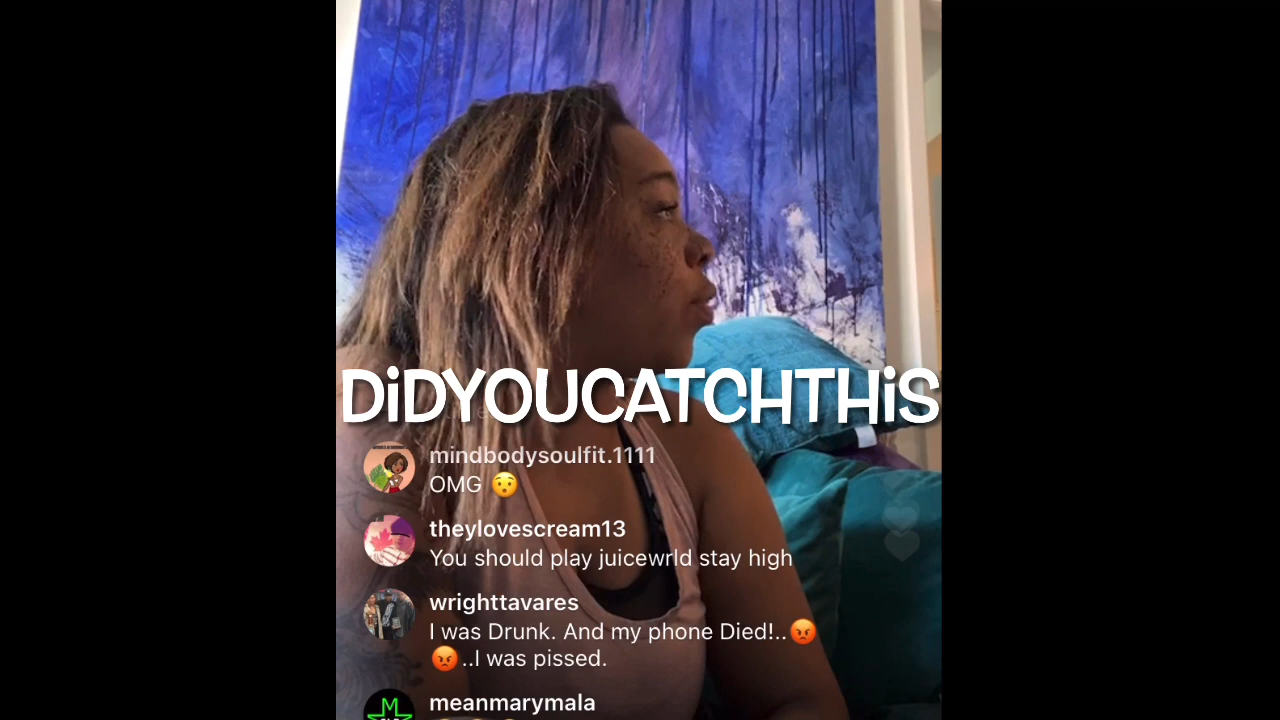 DiDYOUCATCHTHiS
mindbodysoulfit.1111
OMG 😯
theylovescream13
You should play juicewrld stay high
wrighttavares
I was Drunk. And my phone Died!..😡
😡..I was pissed.
meanmarymala
M